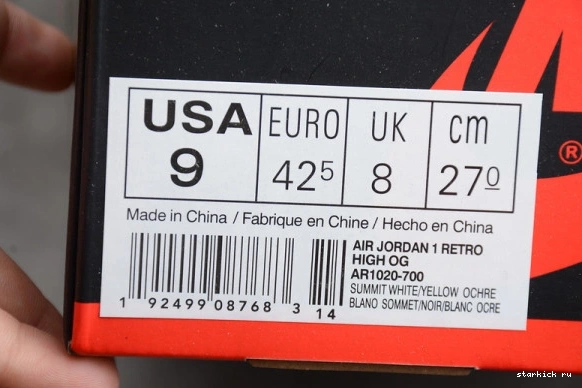 USA EURO UK cm
9 42 5 8 27 0
Made in China / Fabrique en Chine / Hecho en China
AIR JORDAN 1 RETRO
HIGH OG
AR1020-700
SUMMIT WHITE/YELLOW OCHRE
BLANO SOMMET/NOIR/BLANC OCRE
1 92499 08768 3 14
®
starkick ru